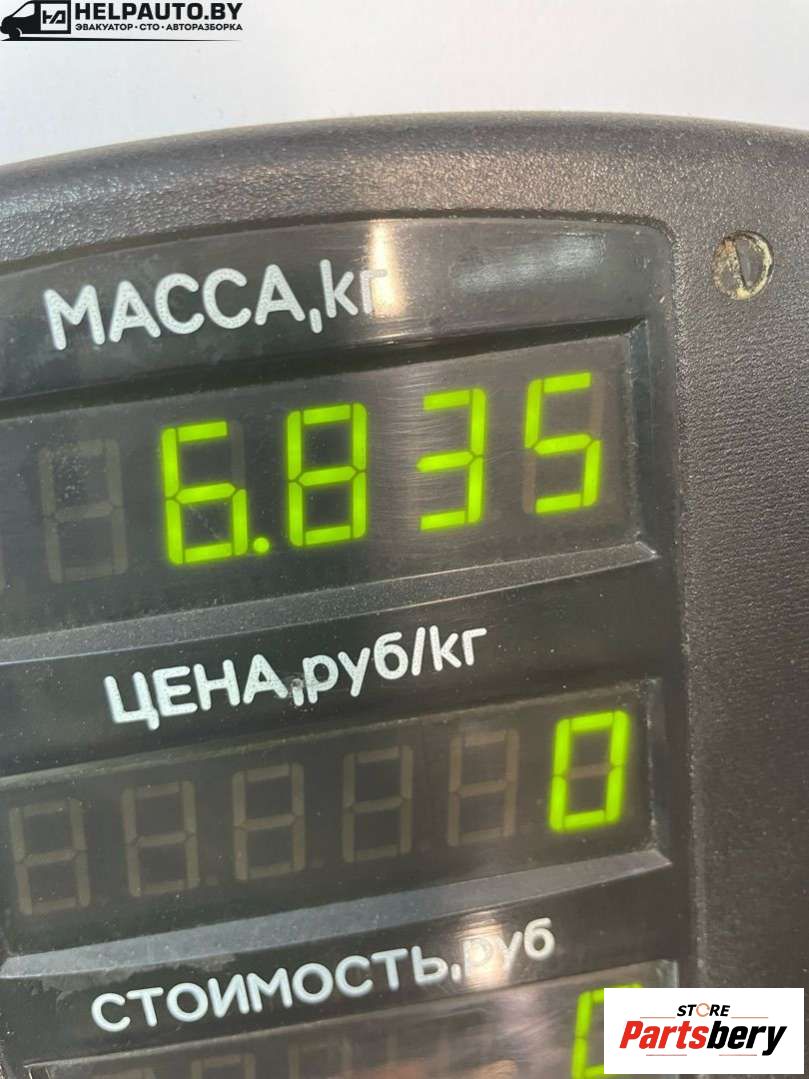 HELPAUTO.BY
ЭВАКУАТОР • СТО • АВТОРАЗБОРКА
МАССА,кг
6.835
ЦЕНА,руб/кг
0
СТОИМОСТЬ,руб
STORE
Partsbery